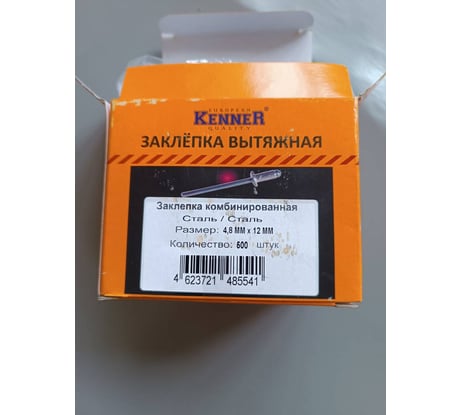 EUROPEAN
KENNER®
QUALITY
ЗАКЛЁПКА ВЫТЯЖНАЯ
Заклепка комбинированная
Сталь / Сталь
Размер: 4,8 ММ х 12 ММ
Количество: 500 штук
4 623721 485541